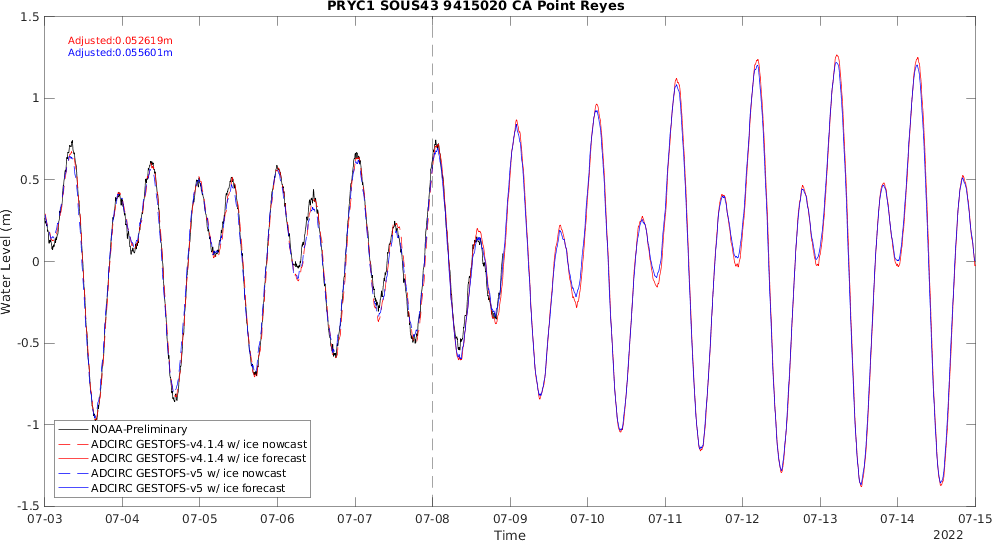 PRYC1 SOUS43 9415020 CA Point Reyes
Adjusted:0.052619m
Adjusted:0.055601m
1.5
1
0.5
0
-0.5
-1
-1.5
Water Level (m)
NOAA-Preliminary
ADCIRC GESTOFS-v4.1.4 w/ ice nowcast
ADCIRC GESTOFS-v4.1.4 w/ ice forecast
ADCIRC GESTOFS-v5 w/ ice nowcast
ADCIRC GESTOFS-v5 w/ ice forecast
07-03 07-04 07-05 07-06 07-07 07-08 07-09 07-10 07-11 07-12 07-13 07-14 07-15
Time
2022